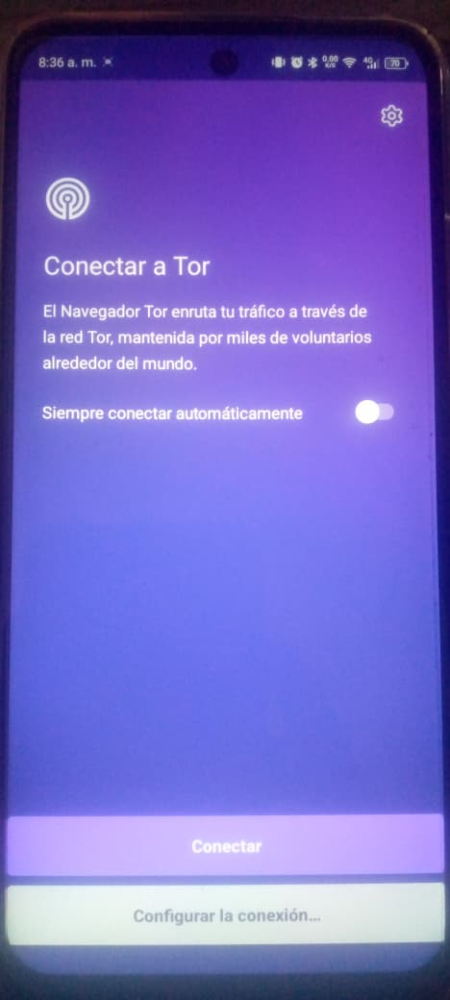 8:36 a. m.
0.00
K/S
4G
70
Conectar a Tor
El Navegador Tor enruta tu tráfico a través de
la red Tor, mantenida por miles de voluntarios
alrededor del mundo.
Siempre conectar automáticamente
Conectar
Configurar la conexión...